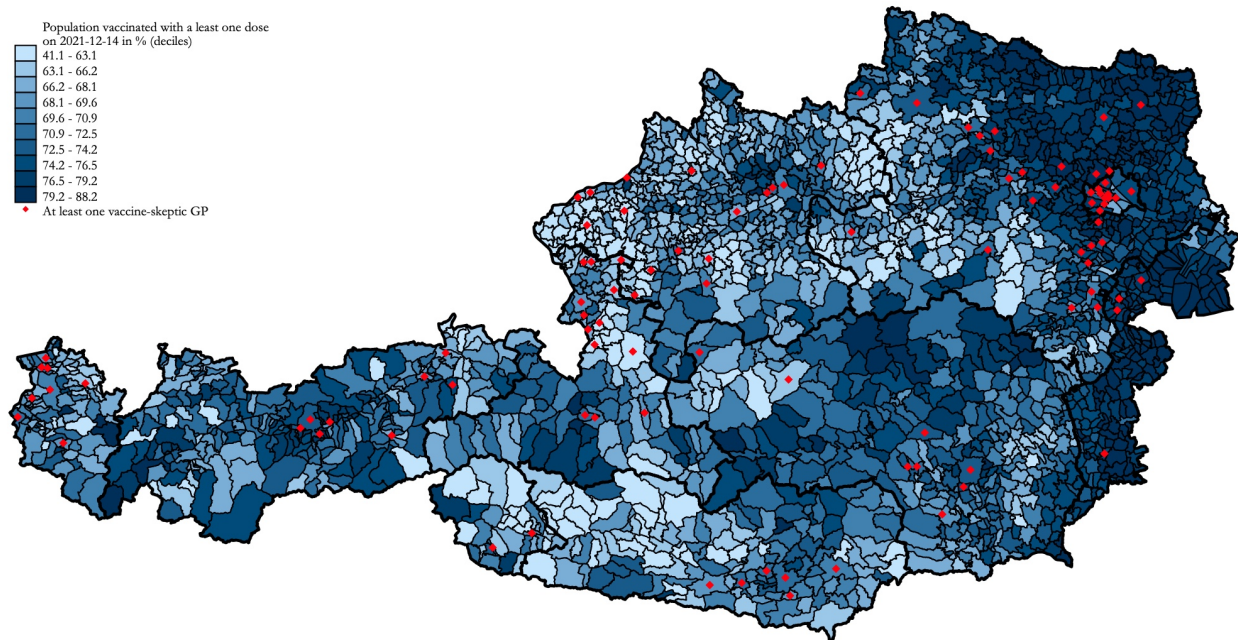 Population vaccinated with a least one dose
on 2021-12-14 in % (deciles)
41.1 - 63.1
63.1 - 66.2
66.2 - 68.1
68.1 - 69.6
69.6 - 70.9
70.9 - 72.5
72.5 - 74.2
74.2 - 76.5
76.5 - 79.2
79.2 - 88.2
At least one vaccine-skeptic GP